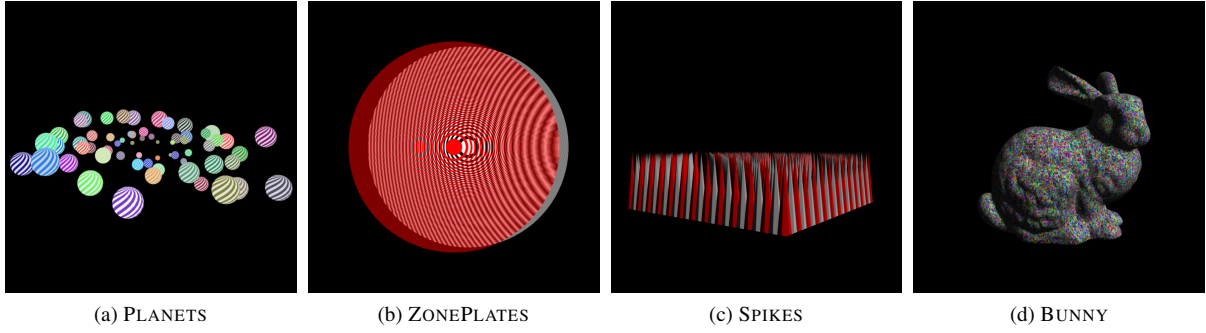 (a) PLANETS
(b) ZONEPLATES
(c) SPIKES
(d) BUNNY